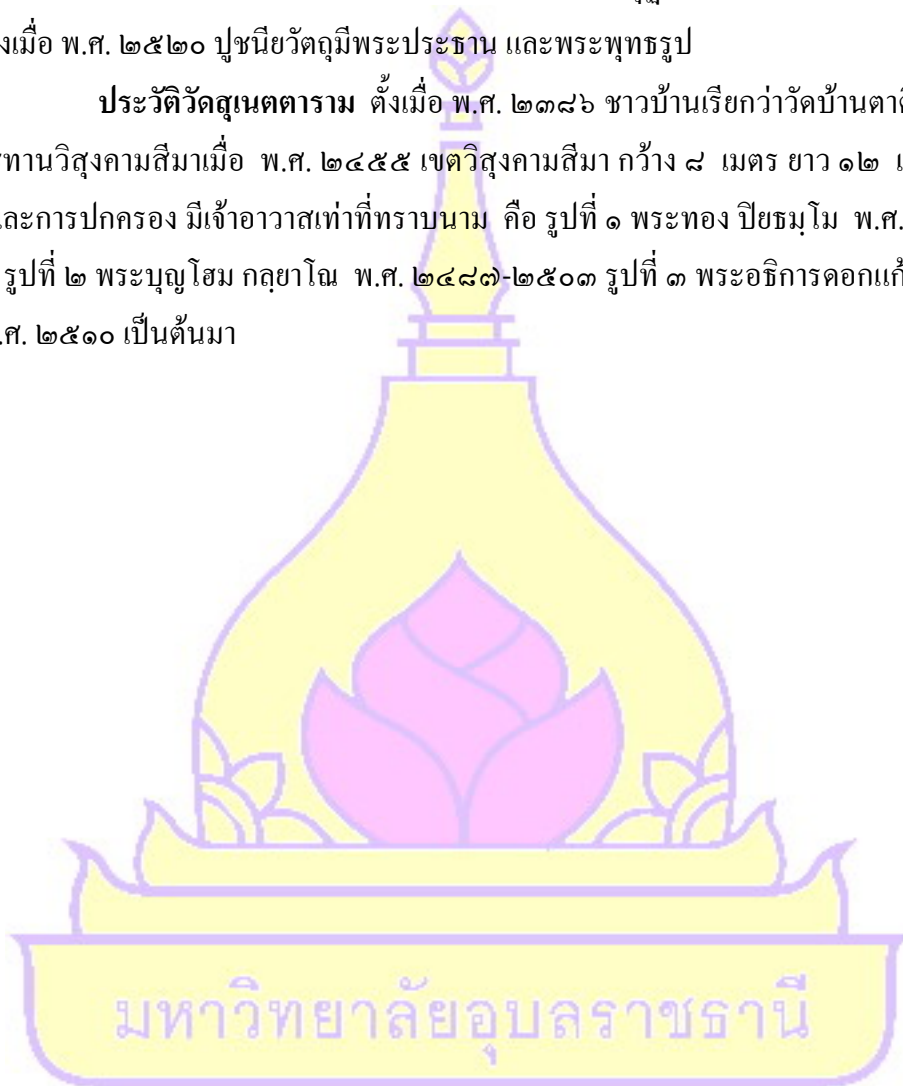 งเมื่อ พ.ศ. ๒๕๒๐ ปูชนียวัตถุมีพระประธาน และพระพุทธรูป
ประวัติวัดสุเนตตาราม ตั้งเมื่อ พ.ศ. ๒๓๘๖ ชาวบ้านเรียกว่าวัดบ้านตาดี
ทานวิสุงคามสีมาเมื่อ พ.ศ. ๒๔๕๕ เขตวิสุงคามสีมา กว้าง ๘ เมตร ยาว ๑๒ เ
และการปกครอง มีเจ้าอาวาสเท่าที่ทราบนาม คือ รูปที่ ๑ พระทอง ปิยธมฺโม พ.ศ.
รูปที่ ๒ พระบุญโฮม กลฺยาโณ พ.ศ. ๒๔๘๗-๒๕๐๓ รูปที่ ๓ พระอธิการดอกแก้
.ศ. ๒๕๑๐ เป็นต้นมา
มหาวิทยาลัยอุบลราชธานี